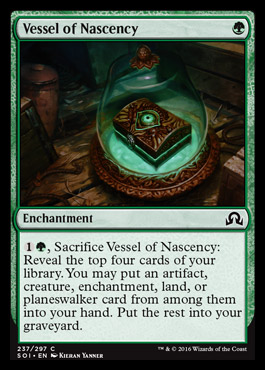 Vessel of Nascency
Enchantment
1 , Sacrifice Vessel of Nascency:
Reveal the top four cards of your
library. You may put an artifact,
creature, enchantment, land, or
planeswalker card from among them
into your hand. Put the rest into your
graveyard.
237/297 C
SOI • EN KIERAN YANNER
™ & © 2016 Wizards of the Coast